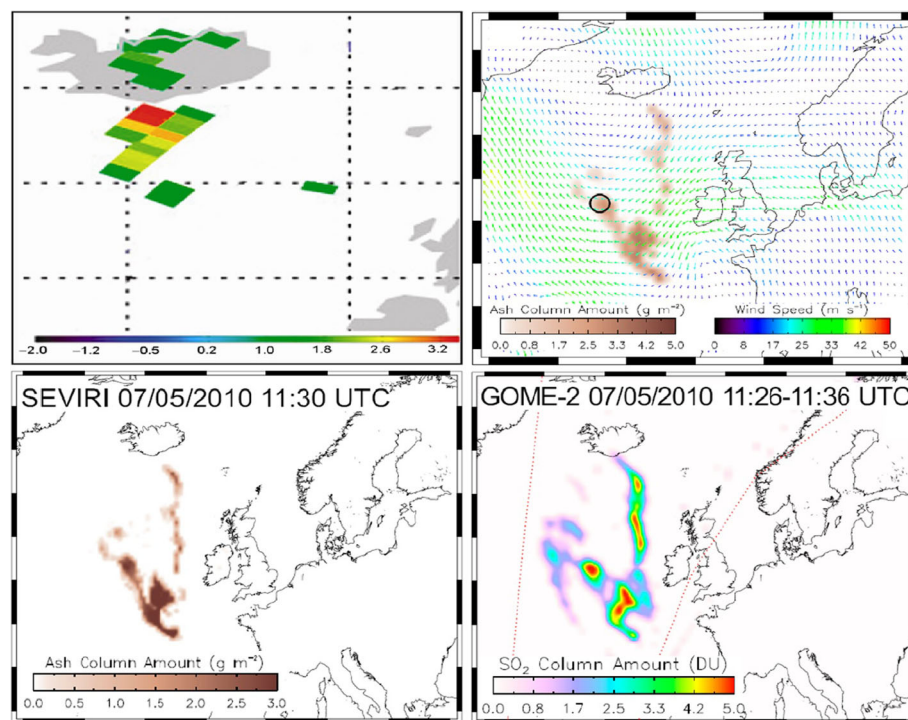 -2.0 -1.2 -0.5 0.2 1.0 1.8 2.6 3.2
Ash Column Amount (g m⁻²) Wind Speed (m s⁻¹)
0.0 0.8 1.7 2.5 3.3 4.2 5.0 0 8 17 25 33 42 50
SEVIRI 07/05/2010 11:30 UTC
Ash Column Amount (g m⁻²)
0.0 0.5 1.0 1.5 2.0 2.5 3.0
GOME-2 07/05/2010 11:26-11:36 UTC
SO₂ Column Amount (DU)
0.0 0.8 1.7 2.5 3.3 4.2 5.0